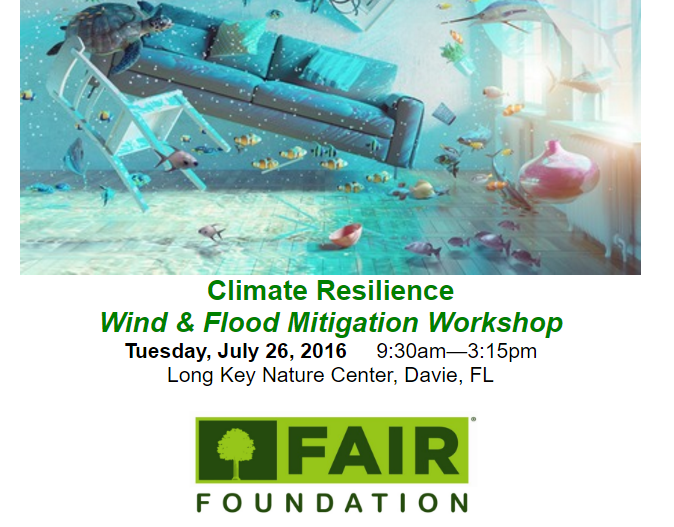 Climate Resilience
Wind & Flood Mitigation Workshop
Tuesday, July 26, 2016 9:30am—3:15pm
Long Key Nature Center, Davie, FL
FAIR®
FOUNDATION